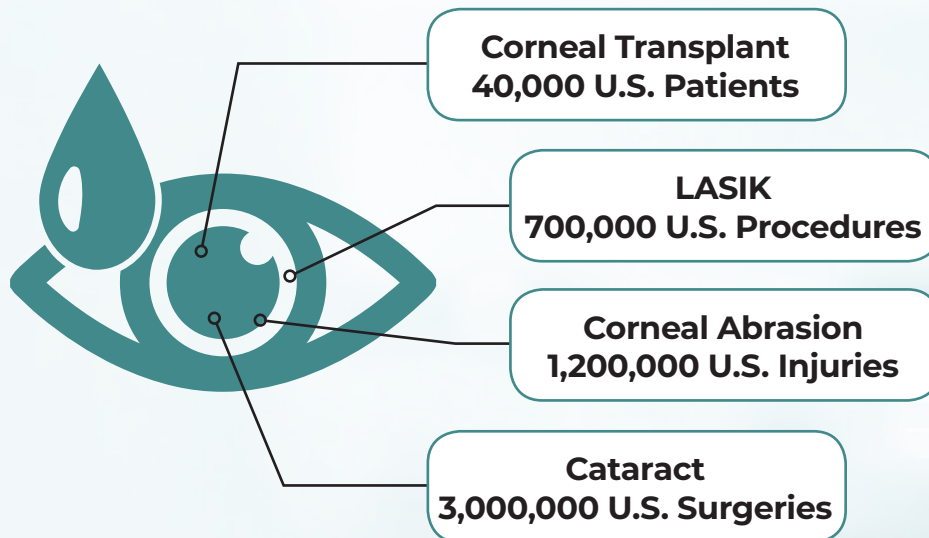 Corneal Transplant
40,000 U.S. Patients
LASIK
700,000 U.S. Procedures
Corneal Abrasion
1,200,000 U.S. Injuries
Cataract
3,000,000 U.S. Surgeries